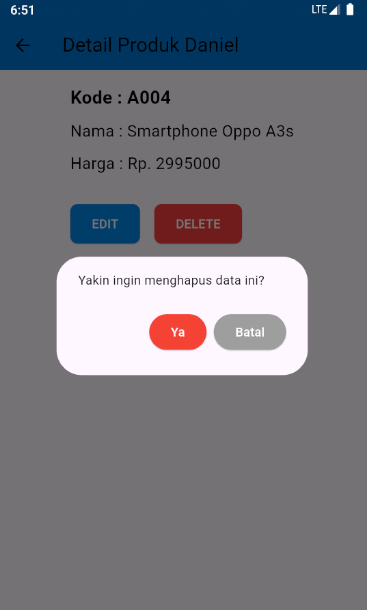 6:51 LTE
Detail Produk Daniel
Kode : A004
Nama : Smartphone Oppo A3s
Harga : Rp. 2995000
EDIT DELETE
Yakin ingin menghapus data ini?
Ya Batal